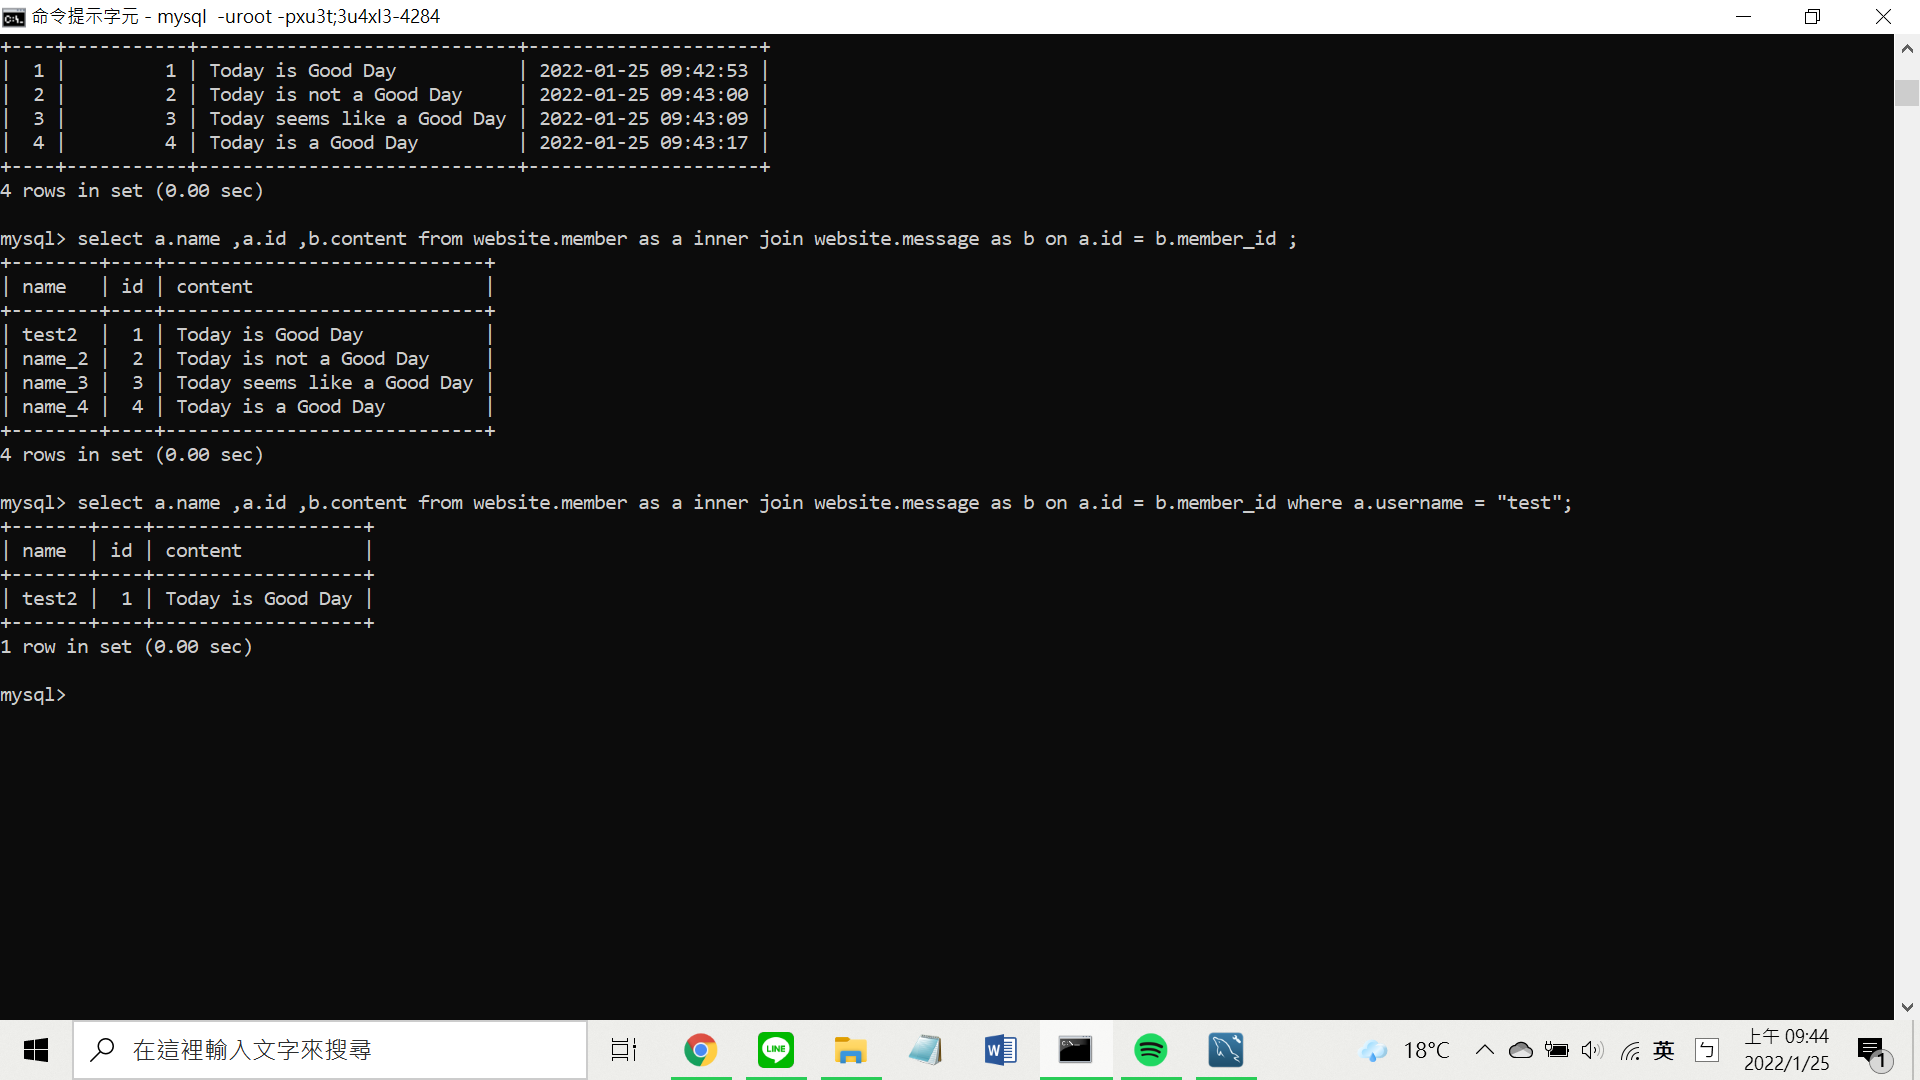 命令提示字元 - mysql  -uroot -pxu3t;3u4xl3-4284
+----+-----------+-----------------------------+---------------------+
|  1 |         1 | Today is Good Day           | 2022-01-25 09:42:53 |
|  2 |         2 | Today is not a Good Day     | 2022-01-25 09:43:00 |
|  3 |         3 | Today seems like a Good Day | 2022-01-25 09:43:09 |
|  4 |         4 | Today is a Good Day         | 2022-01-25 09:43:17 |
+----+-----------+-----------------------------+---------------------+
4 rows in set (0.00 sec)
mysql> select a.name ,a.id ,b.content from website.member as a inner join website.message as b on a.id = b.member_id ;
+--------+----+-----------------------------+
| name   | id | content                     |
+--------+----+-----------------------------+
| test2  |  1 | Today is Good Day           |
| name_2 |  2 | Today is not a Good Day     |
| name_3 |  3 | Today seems like a Good Day |
| name_4 |  4 | Today is a Good Day         |
+--------+----+-----------------------------+
4 rows in set (0.00 sec)
mysql> select a.name ,a.id ,b.content from website.member as a inner join website.message as b on a.id = b.member_id where a.username = "test";
+-------+----+-------------------+
| name  | id | content           |
+-------+----+-------------------+
| test2 |  1 | Today is Good Day |
+-------+----+-------------------+
1 row in set (0.00 sec)
mysql>
在這裡輸入文字來搜尋
LINE
W
18°C
英
ㄅ
上午 09:44
2022/1/25
1